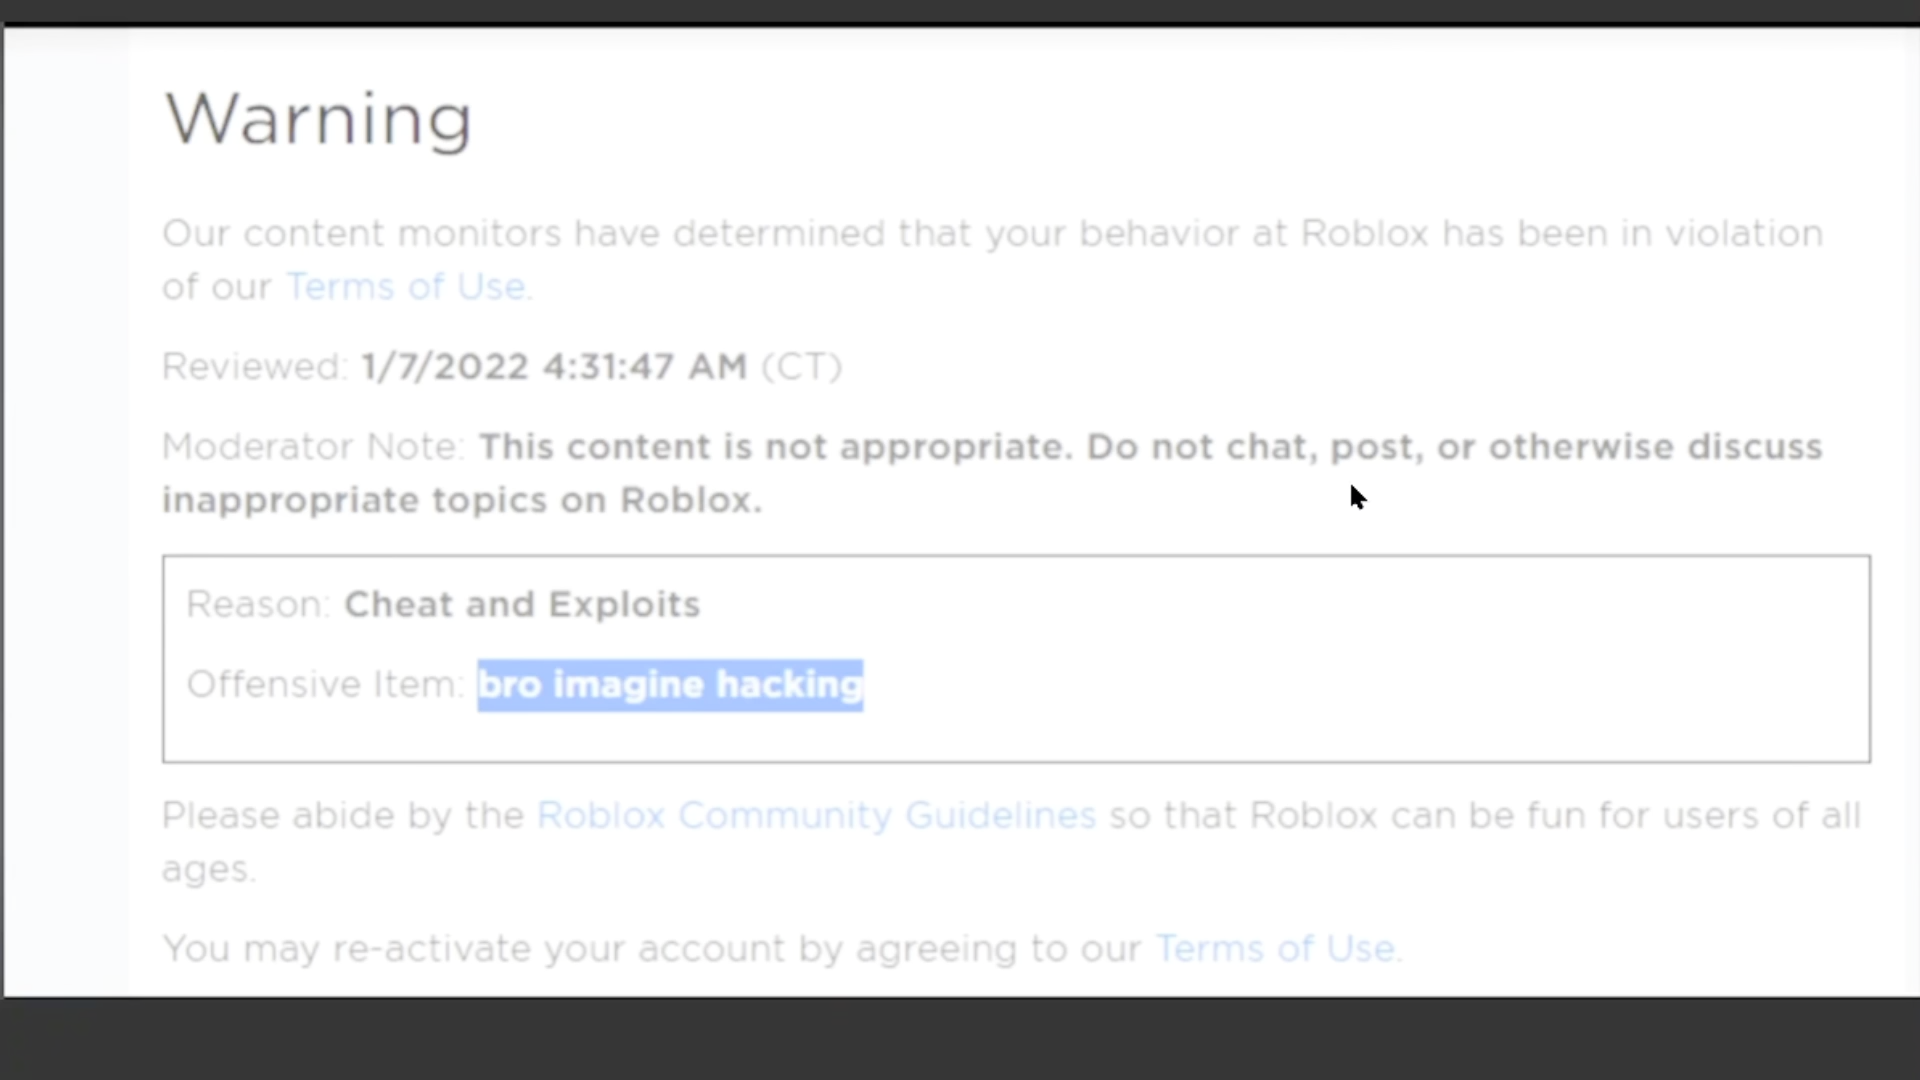 Warning
Our content monitors have determined that your behavior at Roblox has been in violation
of our Terms of Use.
Reviewed: 1/7/2022 4:31:47 AM (CT)
Moderator Note: This content is not appropriate. Do not chat, post, or otherwise discuss
inappropriate topics on Roblox.
Reason: Cheat and Exploits
Offensive Item: bro imagine hacking
Please abide by the Roblox Community Guidelines so that Roblox can be fun for users of all
ages.
You may re-activate your account by agreeing to our Terms of Use.